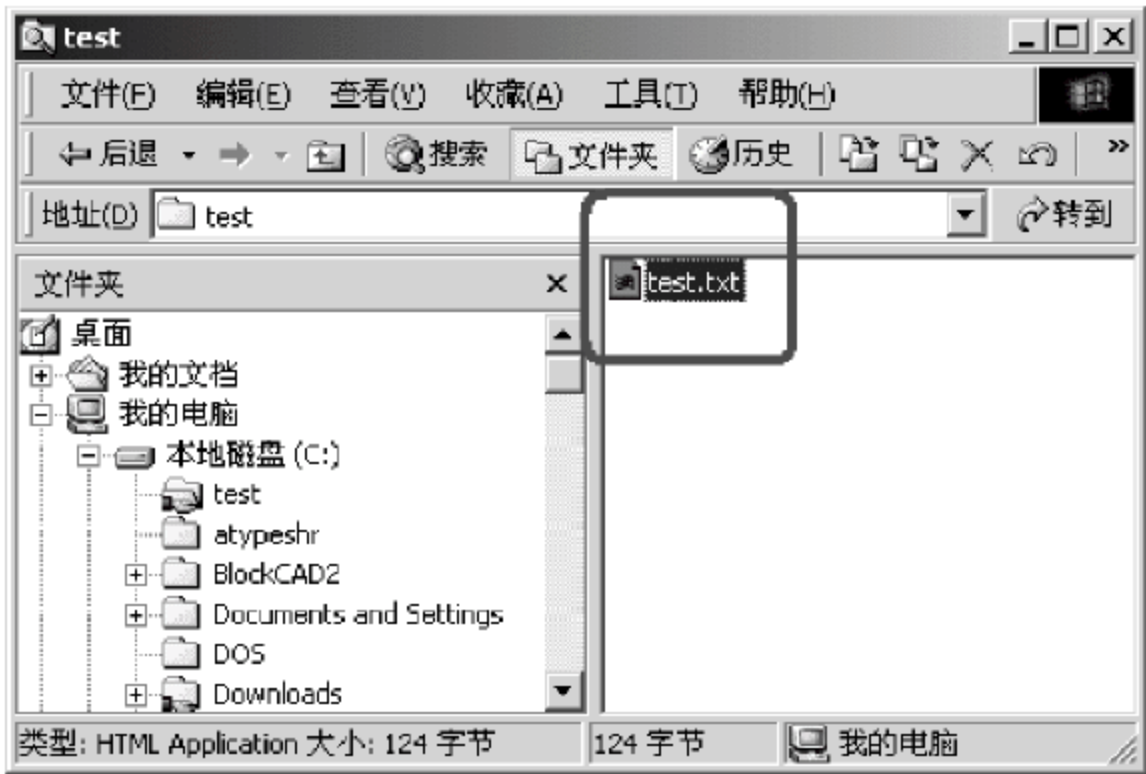 test
文件(F) 编辑(E) 查看(V) 收藏(A) 工具(T) 帮助(H)
后退 搜索 文件夹 历史 »
地址(D) test 转到
文件夹
test.txt
桌面
我的文档
我的电脑
本地磁盘 (C:)
test
atypeshr
BlockCAD2
Documents and Settings
DOS
Downloads
类型: HTML Application 大小: 124 字节 124 字节 我的电脑